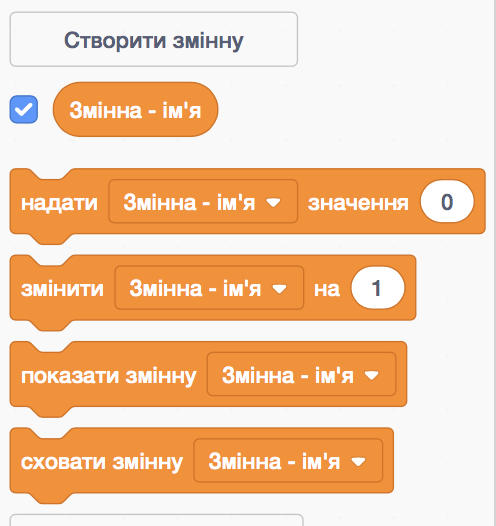 Створити змінну
Змінна - ім'я
надати Змінна - ім'я значення 0
змінити Змінна - ім'я на 1
показати змінну Змінна - ім'я
сховати змінну Змінна - ім'я